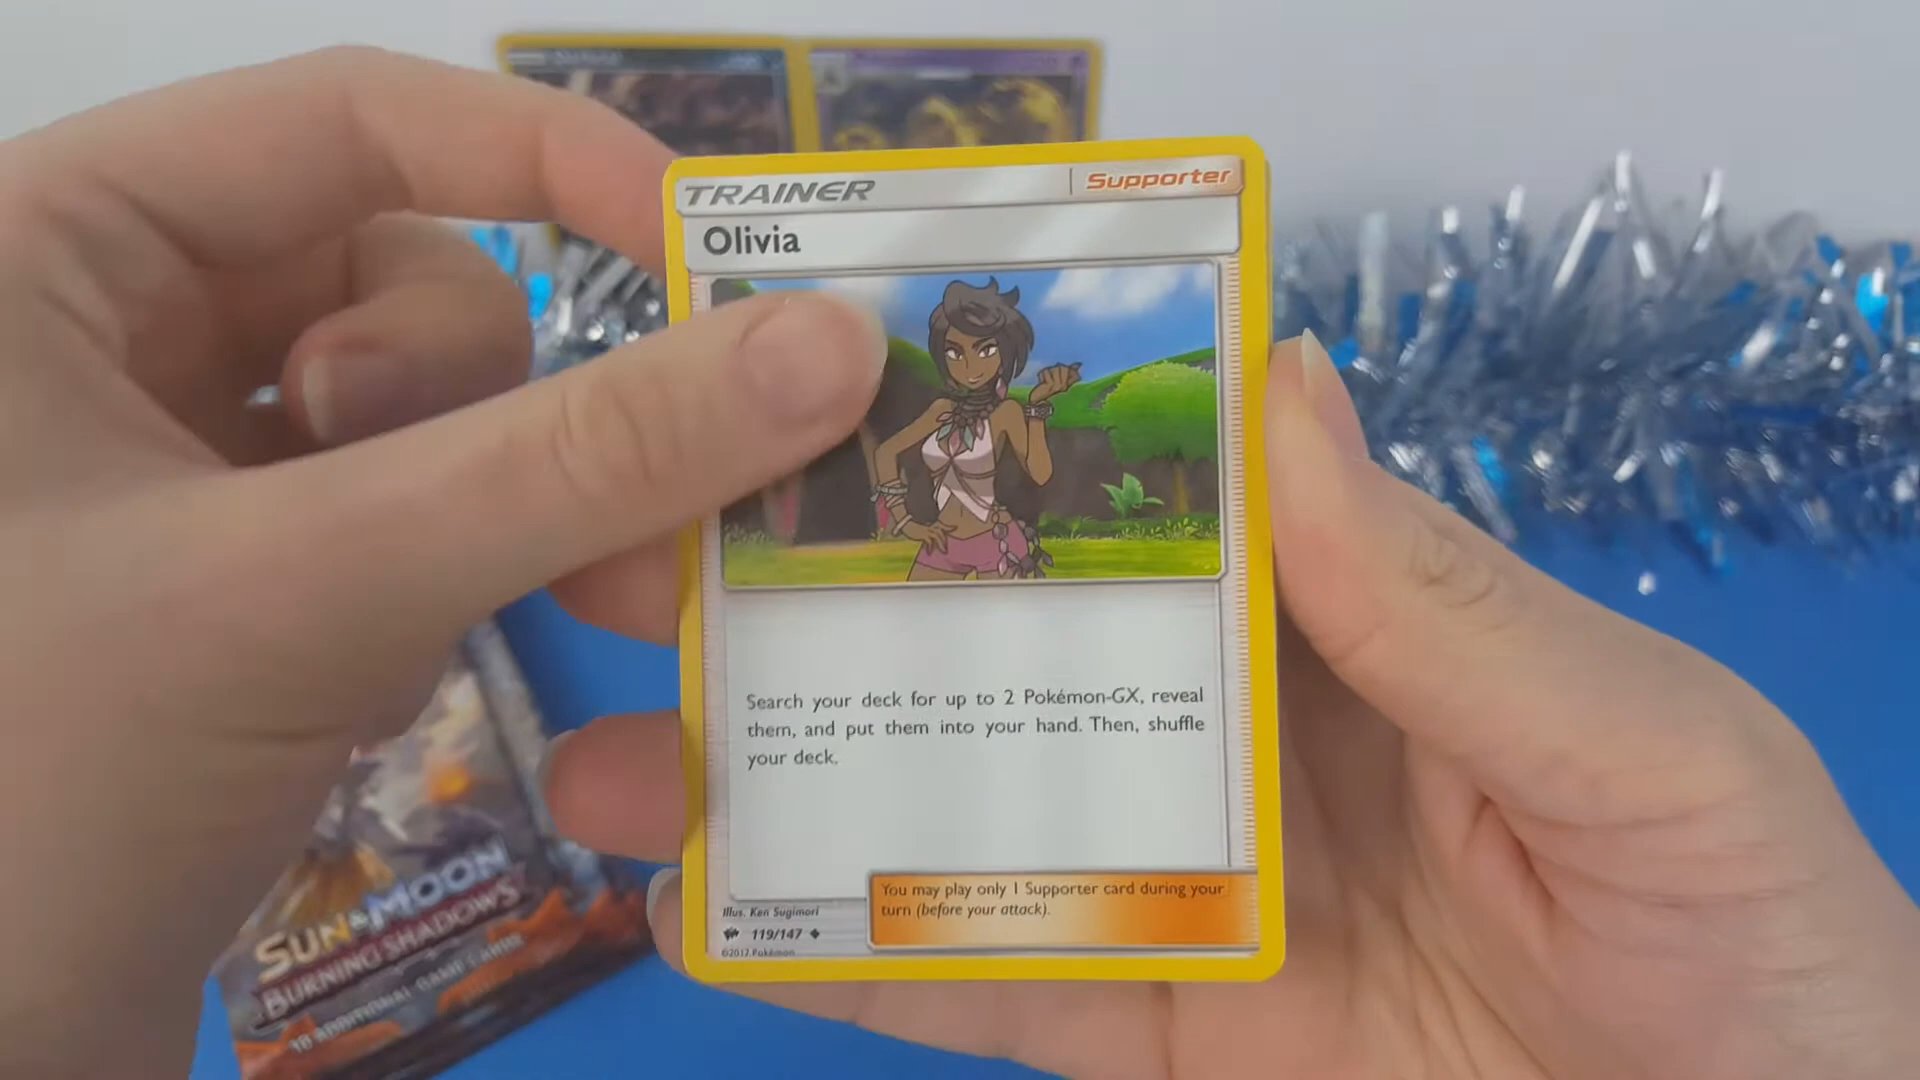 TRAINER
Supporter
Olivia
Search your deck for up to 2 Pokémon-GX, reveal
them, and put them into your hand. Then, shuffle
your deck.
You may play only 1 Supporter card during your
turn (before your attack).
Illus. Ken Sugimori
119/147
©2017 Pokémon
SUN & MOON
BURNING SHADOWS
10 ADDITIONAL GAME CARDS